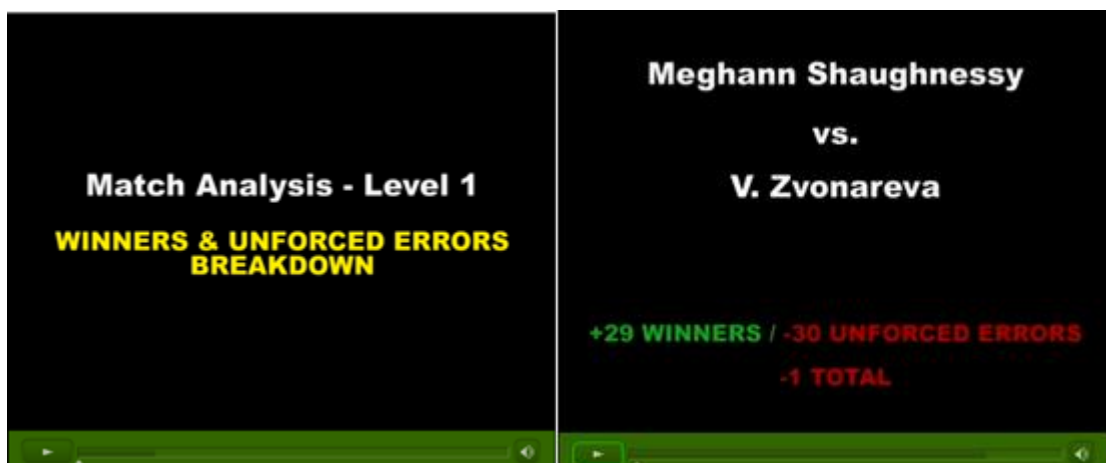 Match Analysis - Level 1
WINNERS & UNFORCED ERRORS
BREAKDOWN
Meghann Shaughnessy
vs.
V. Zvonareva
+29 WINNERS / -30 UNFORCED ERRORS
-1 TOTAL